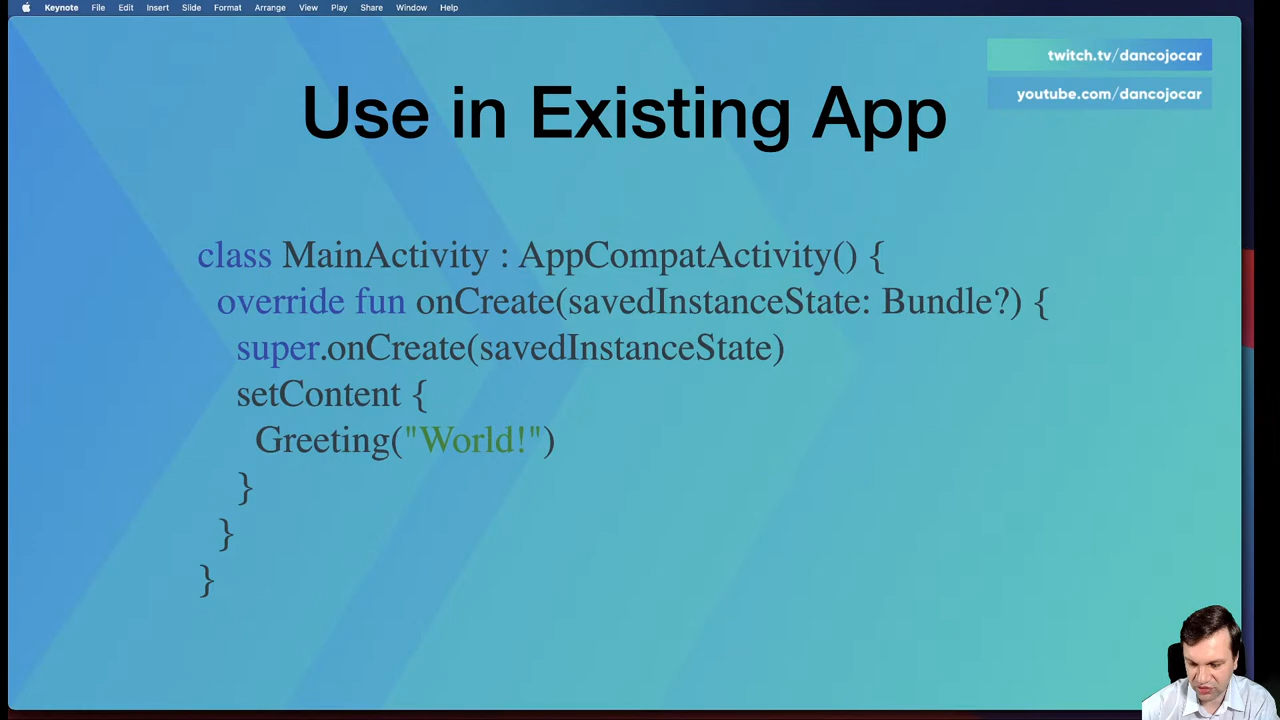 Keynote File Edit Insert Slide Format Arrange View Play Share Window Help
twitch.tv/dancojocar
youtube.com/dancojocar
Use in Existing App
class MainActivity : AppCompatActivity() {
override fun onCreate(savedInstanceState: Bundle?) {
super.onCreate(savedInstanceState)
setContent {
Greeting("World!")
}
}
}